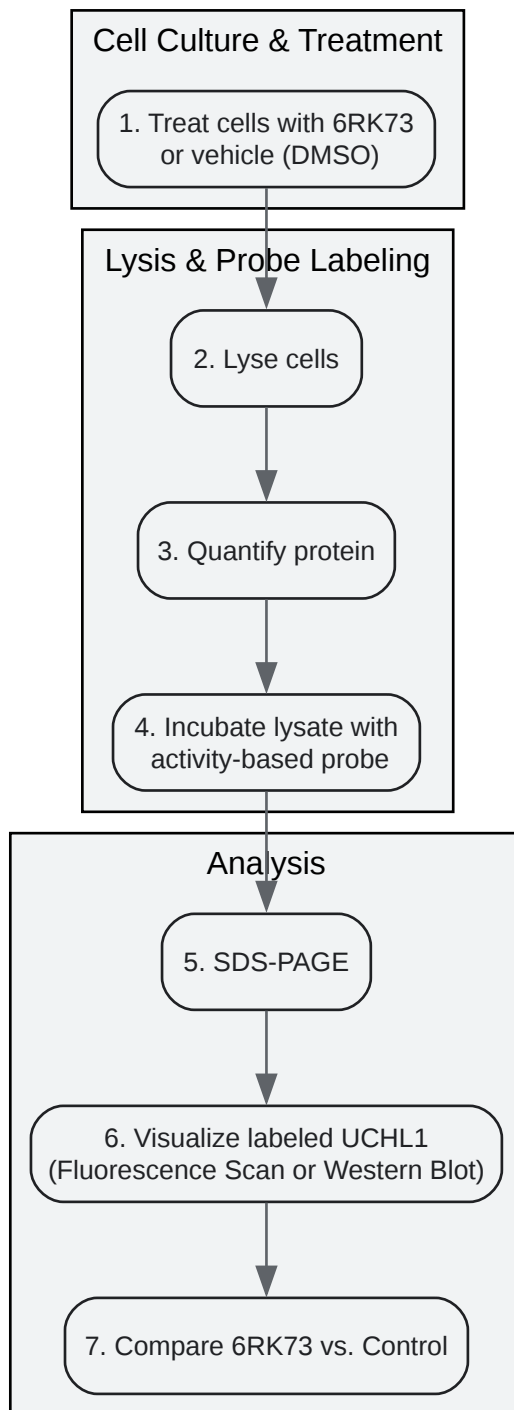 Cell Culture & Treatment
1. Treat cells with 6RK73
or vehicle (DMSO)
Lysis & Probe Labeling
2. Lyse cells
3. Quantify protein
4. Incubate lysate with
activity-based probe
Analysis
5. SDS-PAGE
6. Visualize labeled UCHL1
(Fluorescence Scan or Western Blot)
7. Compare 6RK73 vs. Control